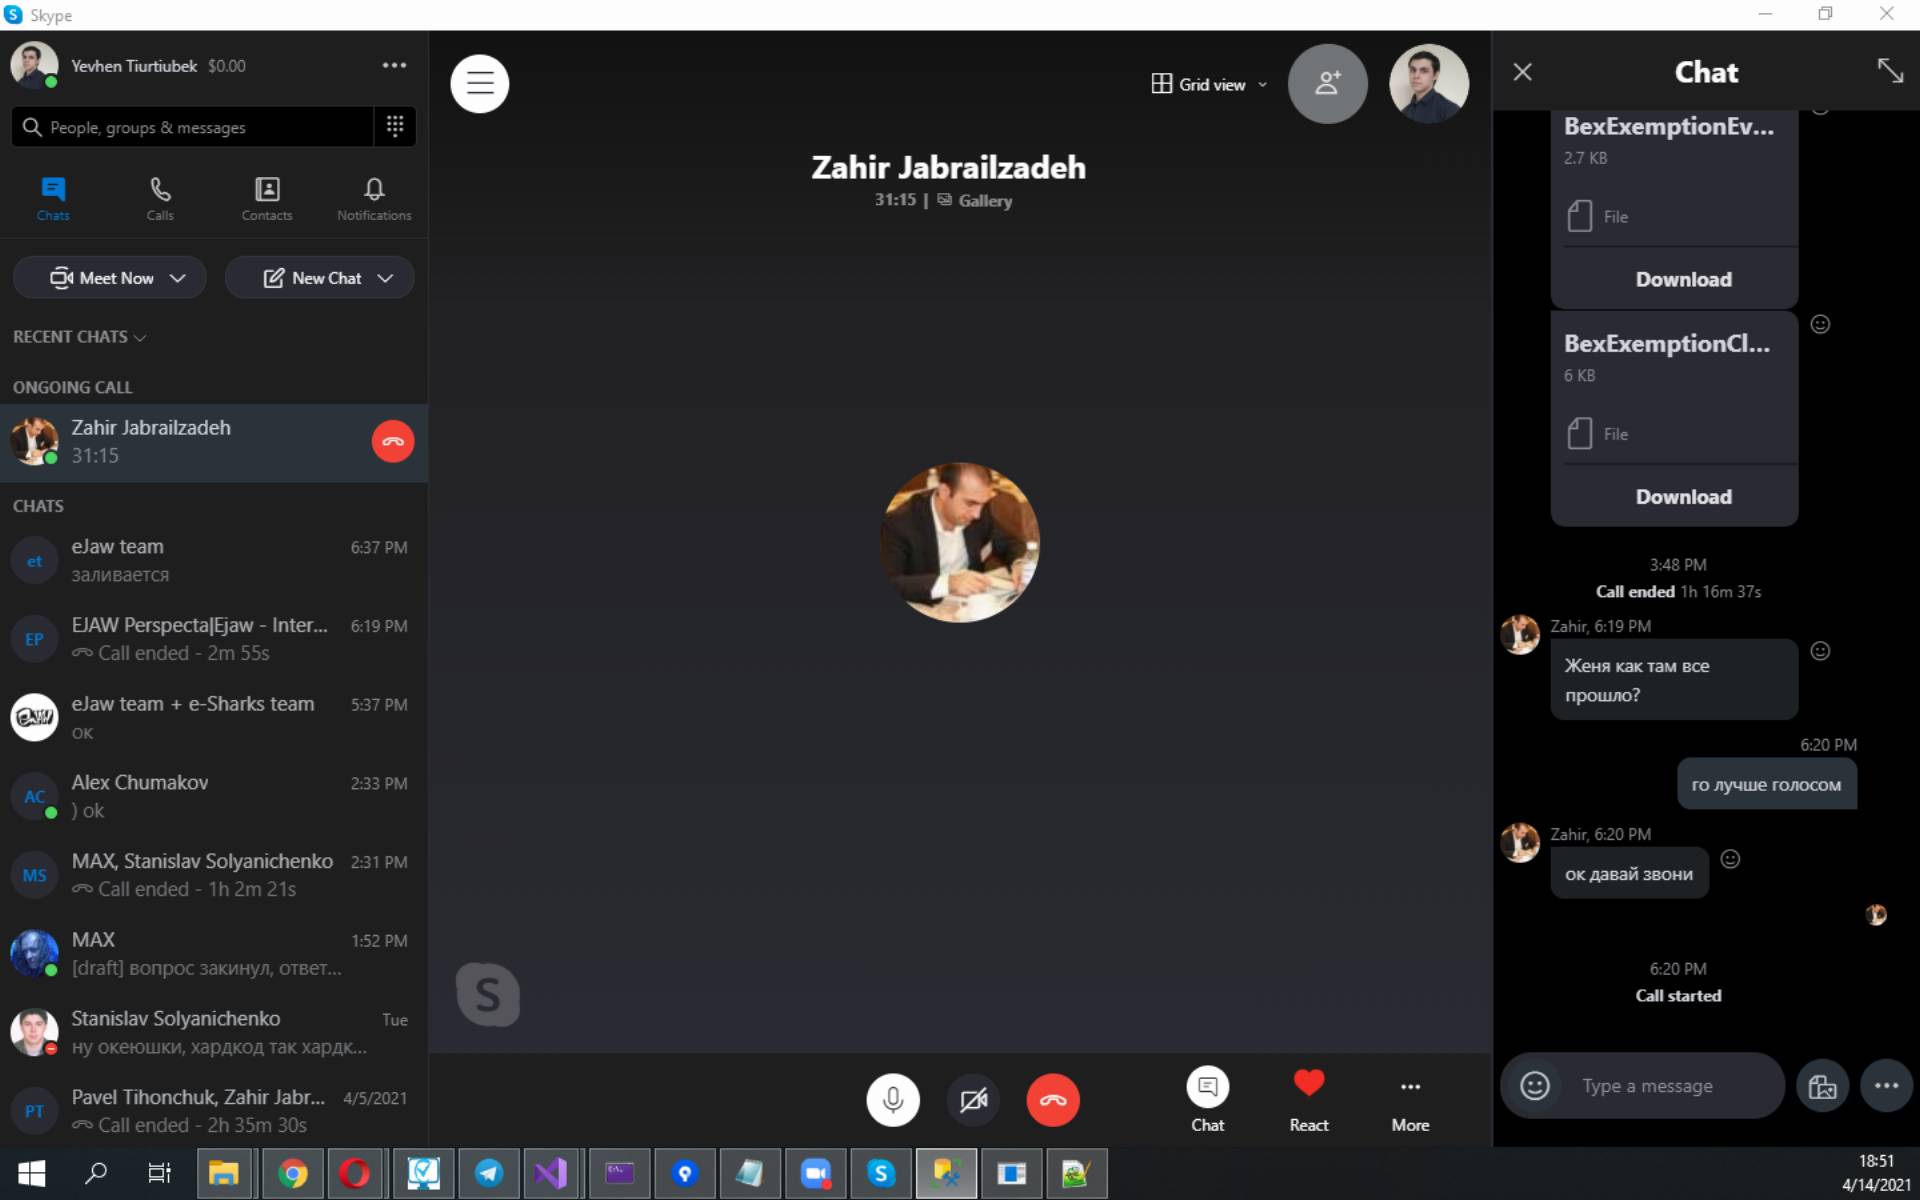 Skype
Yevhen Tiurtiubek $0.00
People, groups & messages
Chats
Calls
Contacts
Notifications
Meet Now
New Chat
RECENT CHATS
ONGOING CALL
Zahir Jabrailzadeh
31:15
CHATS
et
eJaw team
6:37 PM
заливается
EP
EJAW Perspecta|Ejaw - Inter...
6:19 PM
Call ended - 2m 55s
eJaw team + e-Sharks team
5:37 PM
ок
AC
Alex Chumakov
2:33 PM
) ok
MS
MAX, Stanislav Solyanichenko
2:31 PM
Call ended - 1h 2m 21s
MAX
1:52 PM
[draft] вопрос закинул, ответ...
Stanislav Solyanichenko
Tue
ну океюшки, хардкод так хардк...
PT
Pavel Tihonchuk, Zahir Jabr...
4/5/2021
Call ended - 2h 35m 30s
Grid view
Zahir Jabrailzadeh
31:15 | Gallery
S
Chat
React
More
Chat
BexExemptionEv...
2.7 KB
File
Download
BexExemptionCl...
6 KB
File
Download
3:48 PM
Call ended 1h 16m 37s
Zahir, 6:19 PM
Женя как там все
прошло?
6:20 PM
го лучше голосом
Zahir, 6:20 PM
ок давай звони
6:20 PM
Call started
Type a message
18:51
4/14/2021